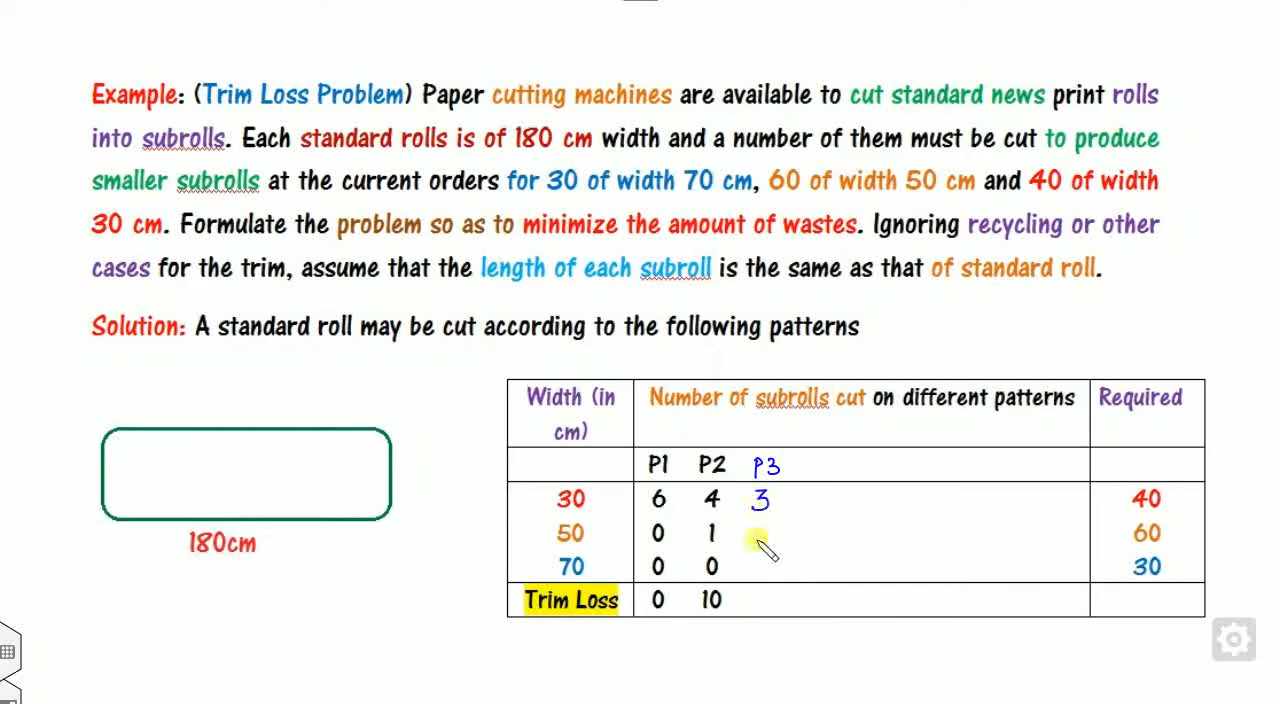 Example: (Trim Loss Problem) Paper cutting machines are available to cut standard news print rolls
into subrolls. Each standard rolls is of 180 cm width and a number of them must be cut to produce
smaller subrolls at the current orders for 30 of width 70 cm, 60 of width 50 cm and 40 of width
30 cm. Formulate the problem so as to minimize the amount of wastes. Ignoring recycling or other
cases for the trim, assume that the length of each subroll is the same as that of standard roll.
Solution: A standard roll may be cut according to the following patterns
180cm
Width (in cm) Number of subrolls cut on different patterns Required
P1 P2 P3
30 6 4 3 40
50 0 1 60
70 0 0 30
Trim Loss 0 10